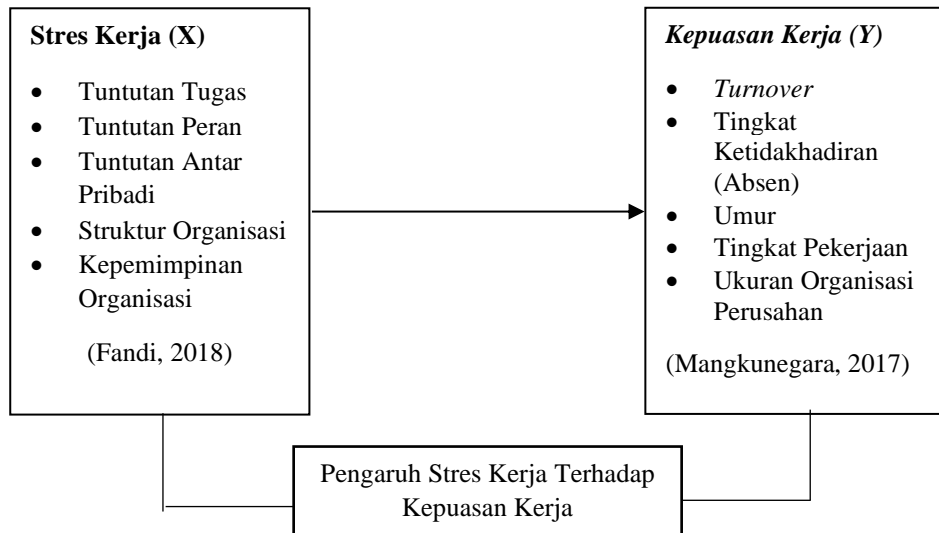 Stres Kerja (X)
• Tuntutan Tugas
• Tuntutan Peran
• Tuntutan Antar
Pribadi
• Struktur Organisasi
• Kepemimpinan
Organisasi
(Fandi, 2018)
Kepuasan Kerja (Y)
• Turnover
• Tingkat
Ketidakhadiran
(Absen)
• Umur
• Tingkat Pekerjaan
• Ukuran Organisasi
Perusahan
(Mangkunegara, 2017)
Pengaruh Stres Kerja Terhadap
Kepuasan Kerja